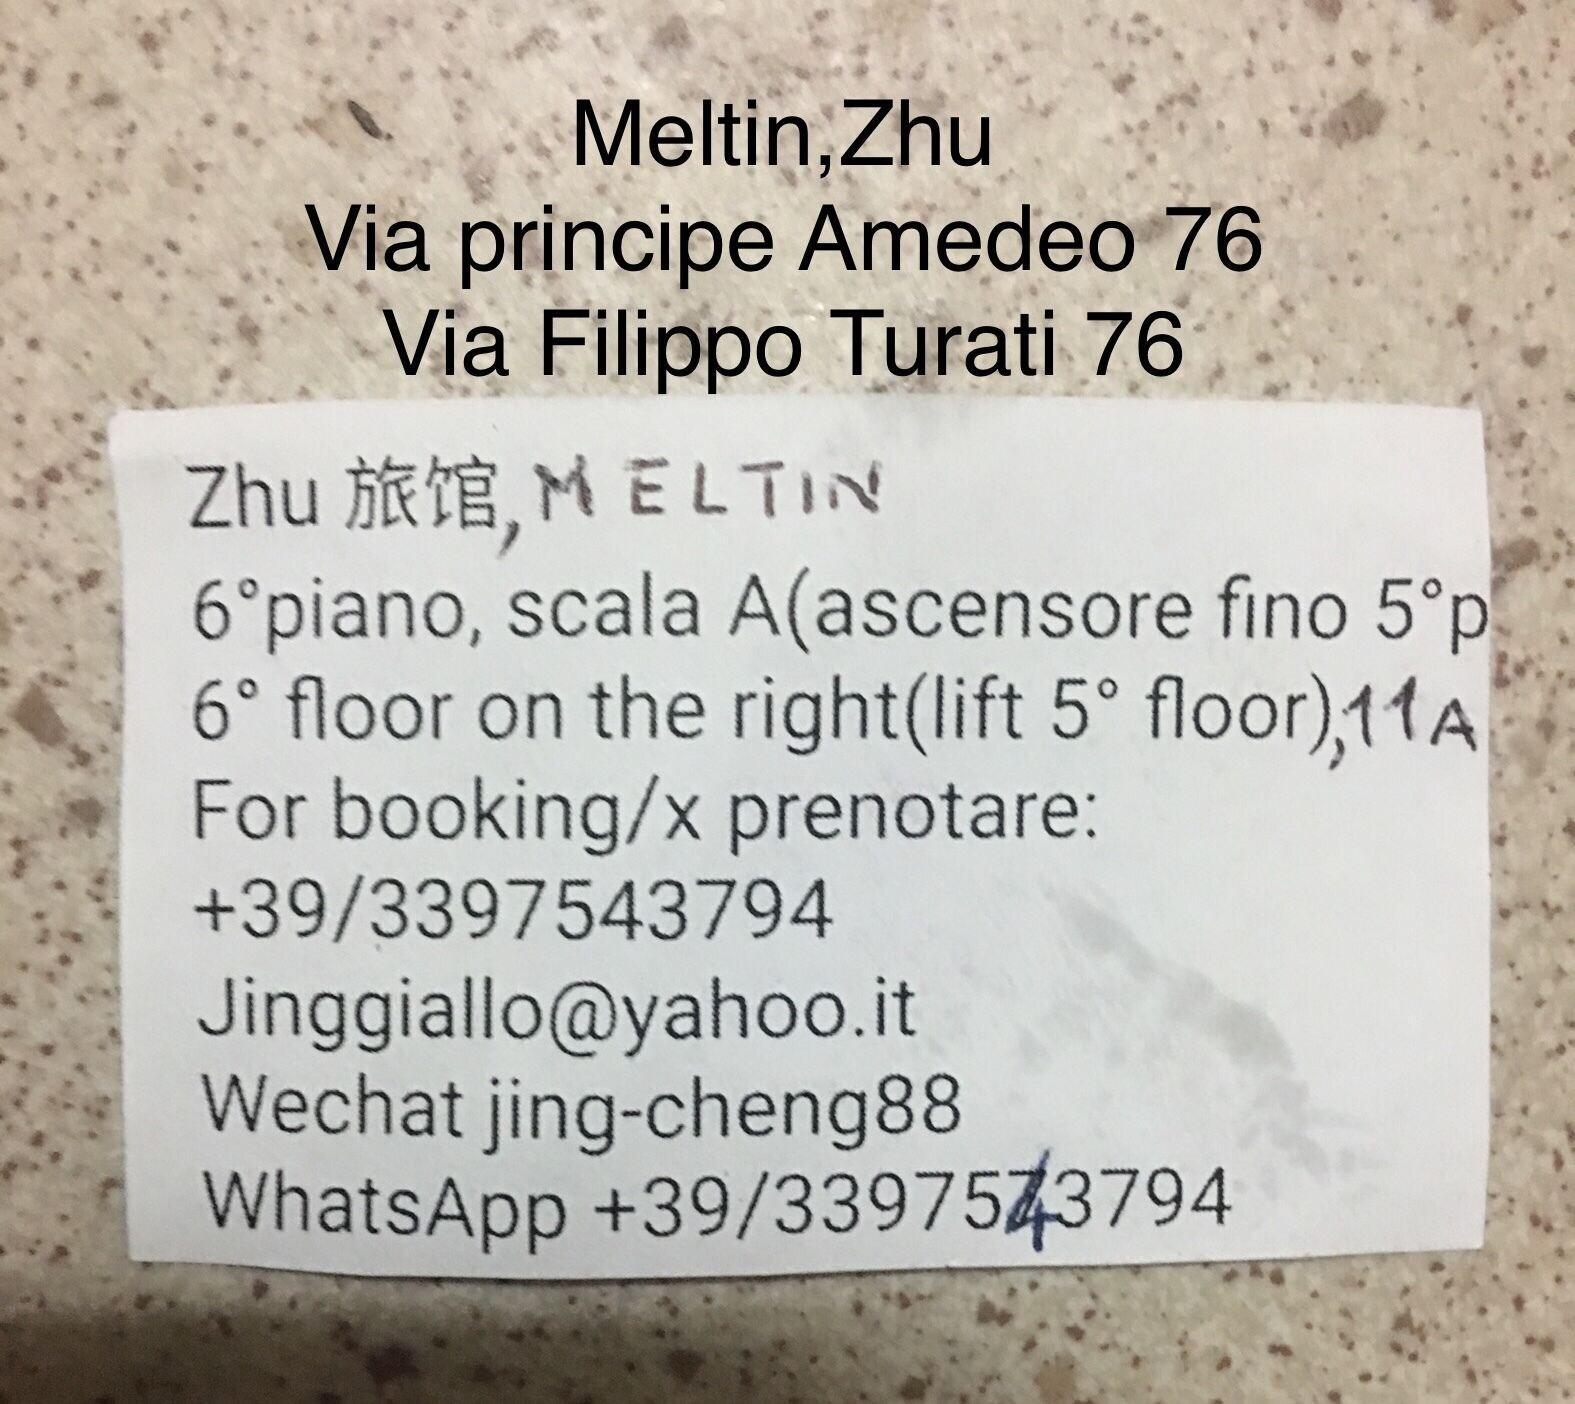 Meltin,Zhu
Via principe Amedeo 76
Via Filippo Turati 76
Zhu 旅馆,MELTIN
6°piano, scala A(ascensore fino 5°p
6° floor on the right(lift 5° floor),11A
For booking/x prenotare:
+39/3397543794
Jinggiallo@yahoo.it
Wechat jing-cheng88
WhatsApp +39/3397543794